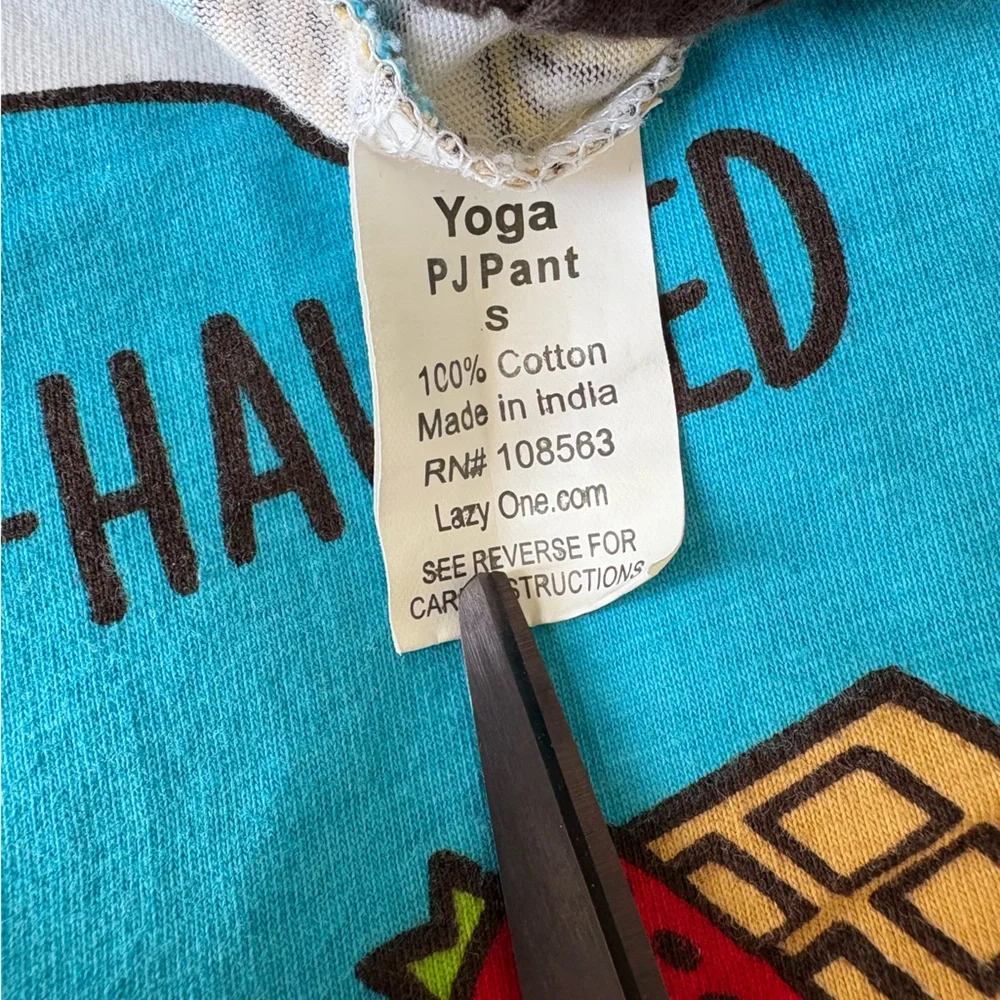 Yoga
PJ Pant
S
100% Cotton
Made in India
RN# 108563
Lazy One.com
SEE REVERSE FOR